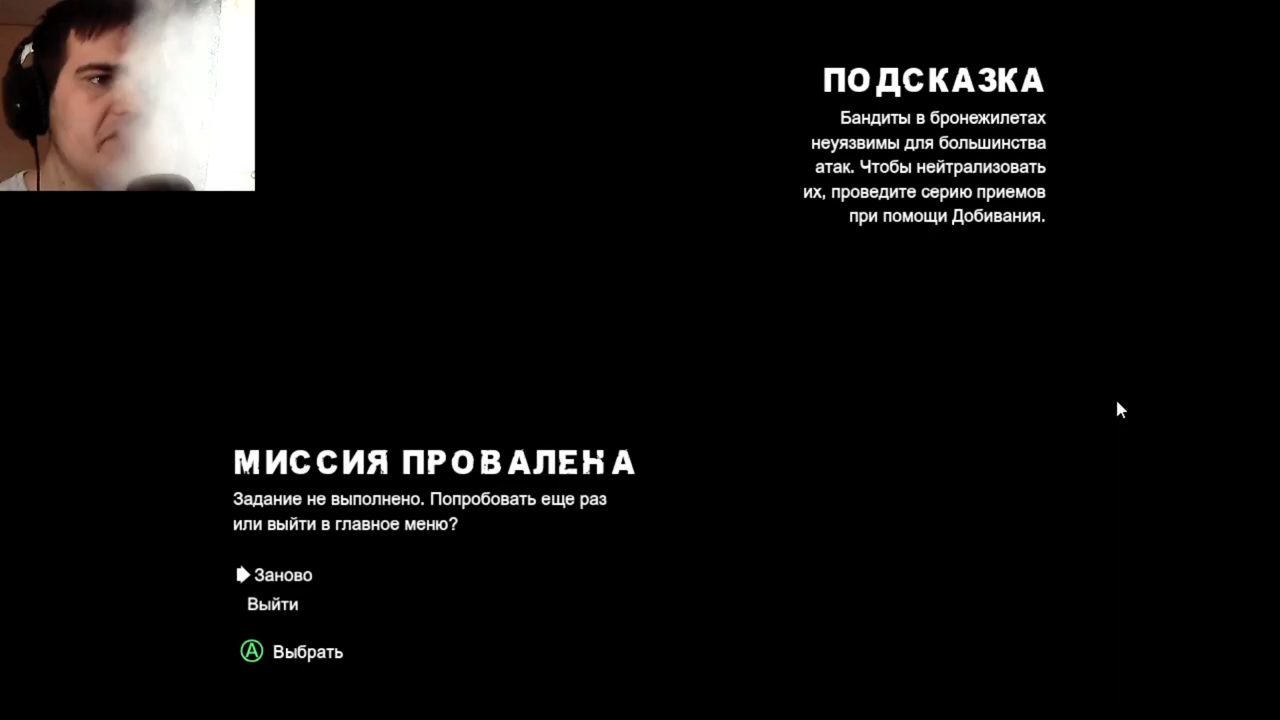 ПОДСКАЗКА
Бандиты в бронежилетах
неуязвимы для большинства
атак. Чтобы нейтрализовать
их, проведите серию приемов
при помощи Добивания.
МИССИЯ ПРОВАЛЕНА
Задание не выполнено. Попробовать еще раз
или выйти в главное меню?
Заново
Выйти
A Выбрать